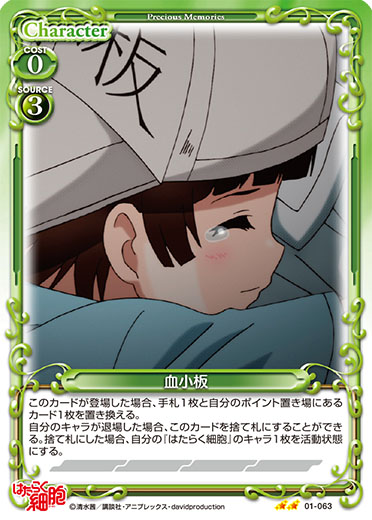 Precious Memories
Character
COST
0
SOURCE
3
板
血小板
このカードが登場した場合、手札1枚と自分のポイント置き場にある
カード1枚を置き換える。
自分のキャラが退場した場合、このカードを捨て札にすることができ
る。捨て札にした場合、自分の『はたらく細胞』のキャラ1枚を活動状態
にする。
はたらく
細胞
©清水茜／講談社・アニプレックス・davidproduction
01-063